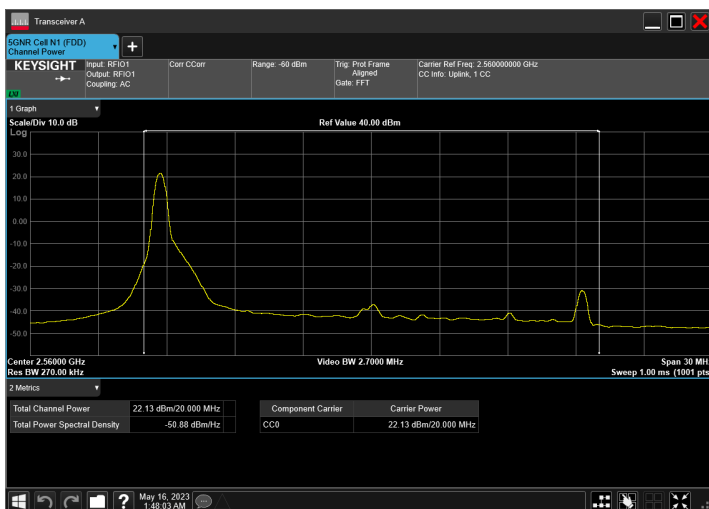 Transceiver A
5GNR Cell N1 (FDD)
Channel Power
KEYSIGHT
LXI
Input: RFIO1
Output: RFIO1
Coupling: AC
Corr CCorr
Range: -60 dBm
Trig: Prot Frame
Aligned
Gate: FFT
Carrier Ref Freq: 2.560000000 GHz
CC Info: Uplink, 1 CC
1 Graph
Scale/Div 10.0 dB
Ref Value 40.00 dBm
Log
30.0
20.0
10.0
0.00
-10.0
-20.0
-30.0
-40.0
-50.0
Center 2.56000 GHz
Video BW 2.7000 MHz
Span 30 MHz
Res BW 270.00 kHz
Sweep 1.00 ms (1001 pts
2 Metrics
Total Channel Power 22.13 dBm/20.000 MHz
Total Power Spectral Density -50.88 dBm/Hz
Component Carrier Carrier Power
CC0 22.13 dBm/20.000 MHz
?
May 16, 2023
1:48:03 AM